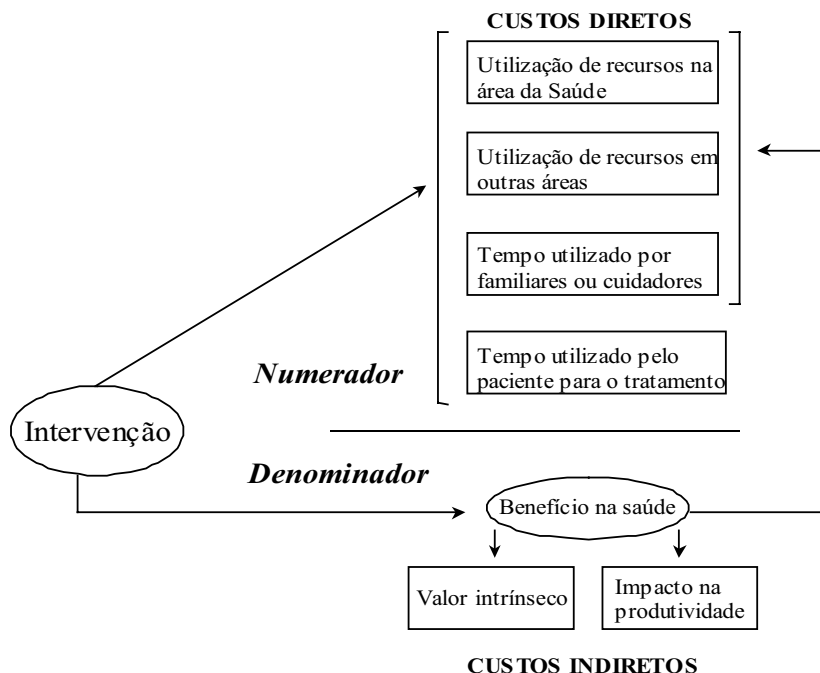 CUSTOS DIRETOS
Utilização de recursos na
área da Saúde
Utilização de recursos em
outras áreas
Tempo utilizado por
familiares ou cuidadores
Tempo utilizado pelo
paciente para o tratamento
Numerador
Intervenção
Denominador
Benefício na saúde
Valor intrínseco
Impacto na
produtividade
CUSTOS INDIRETOS